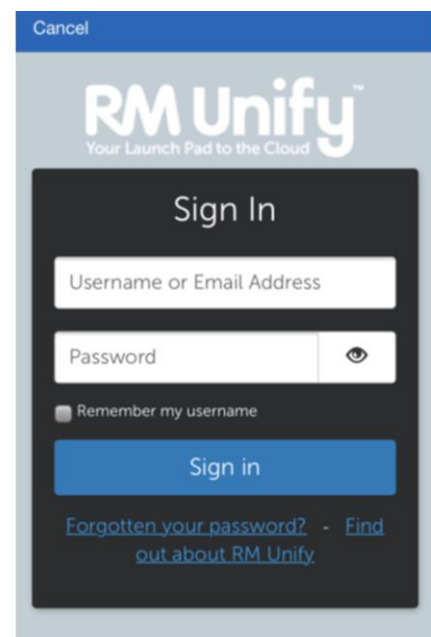 Cancel
RM Unify™
Your Launch Pad to the Cloud
Sign In
Username or Email Address
Password
Remember my username
Sign in
Forgotten your password? - Find
out about RM Unify